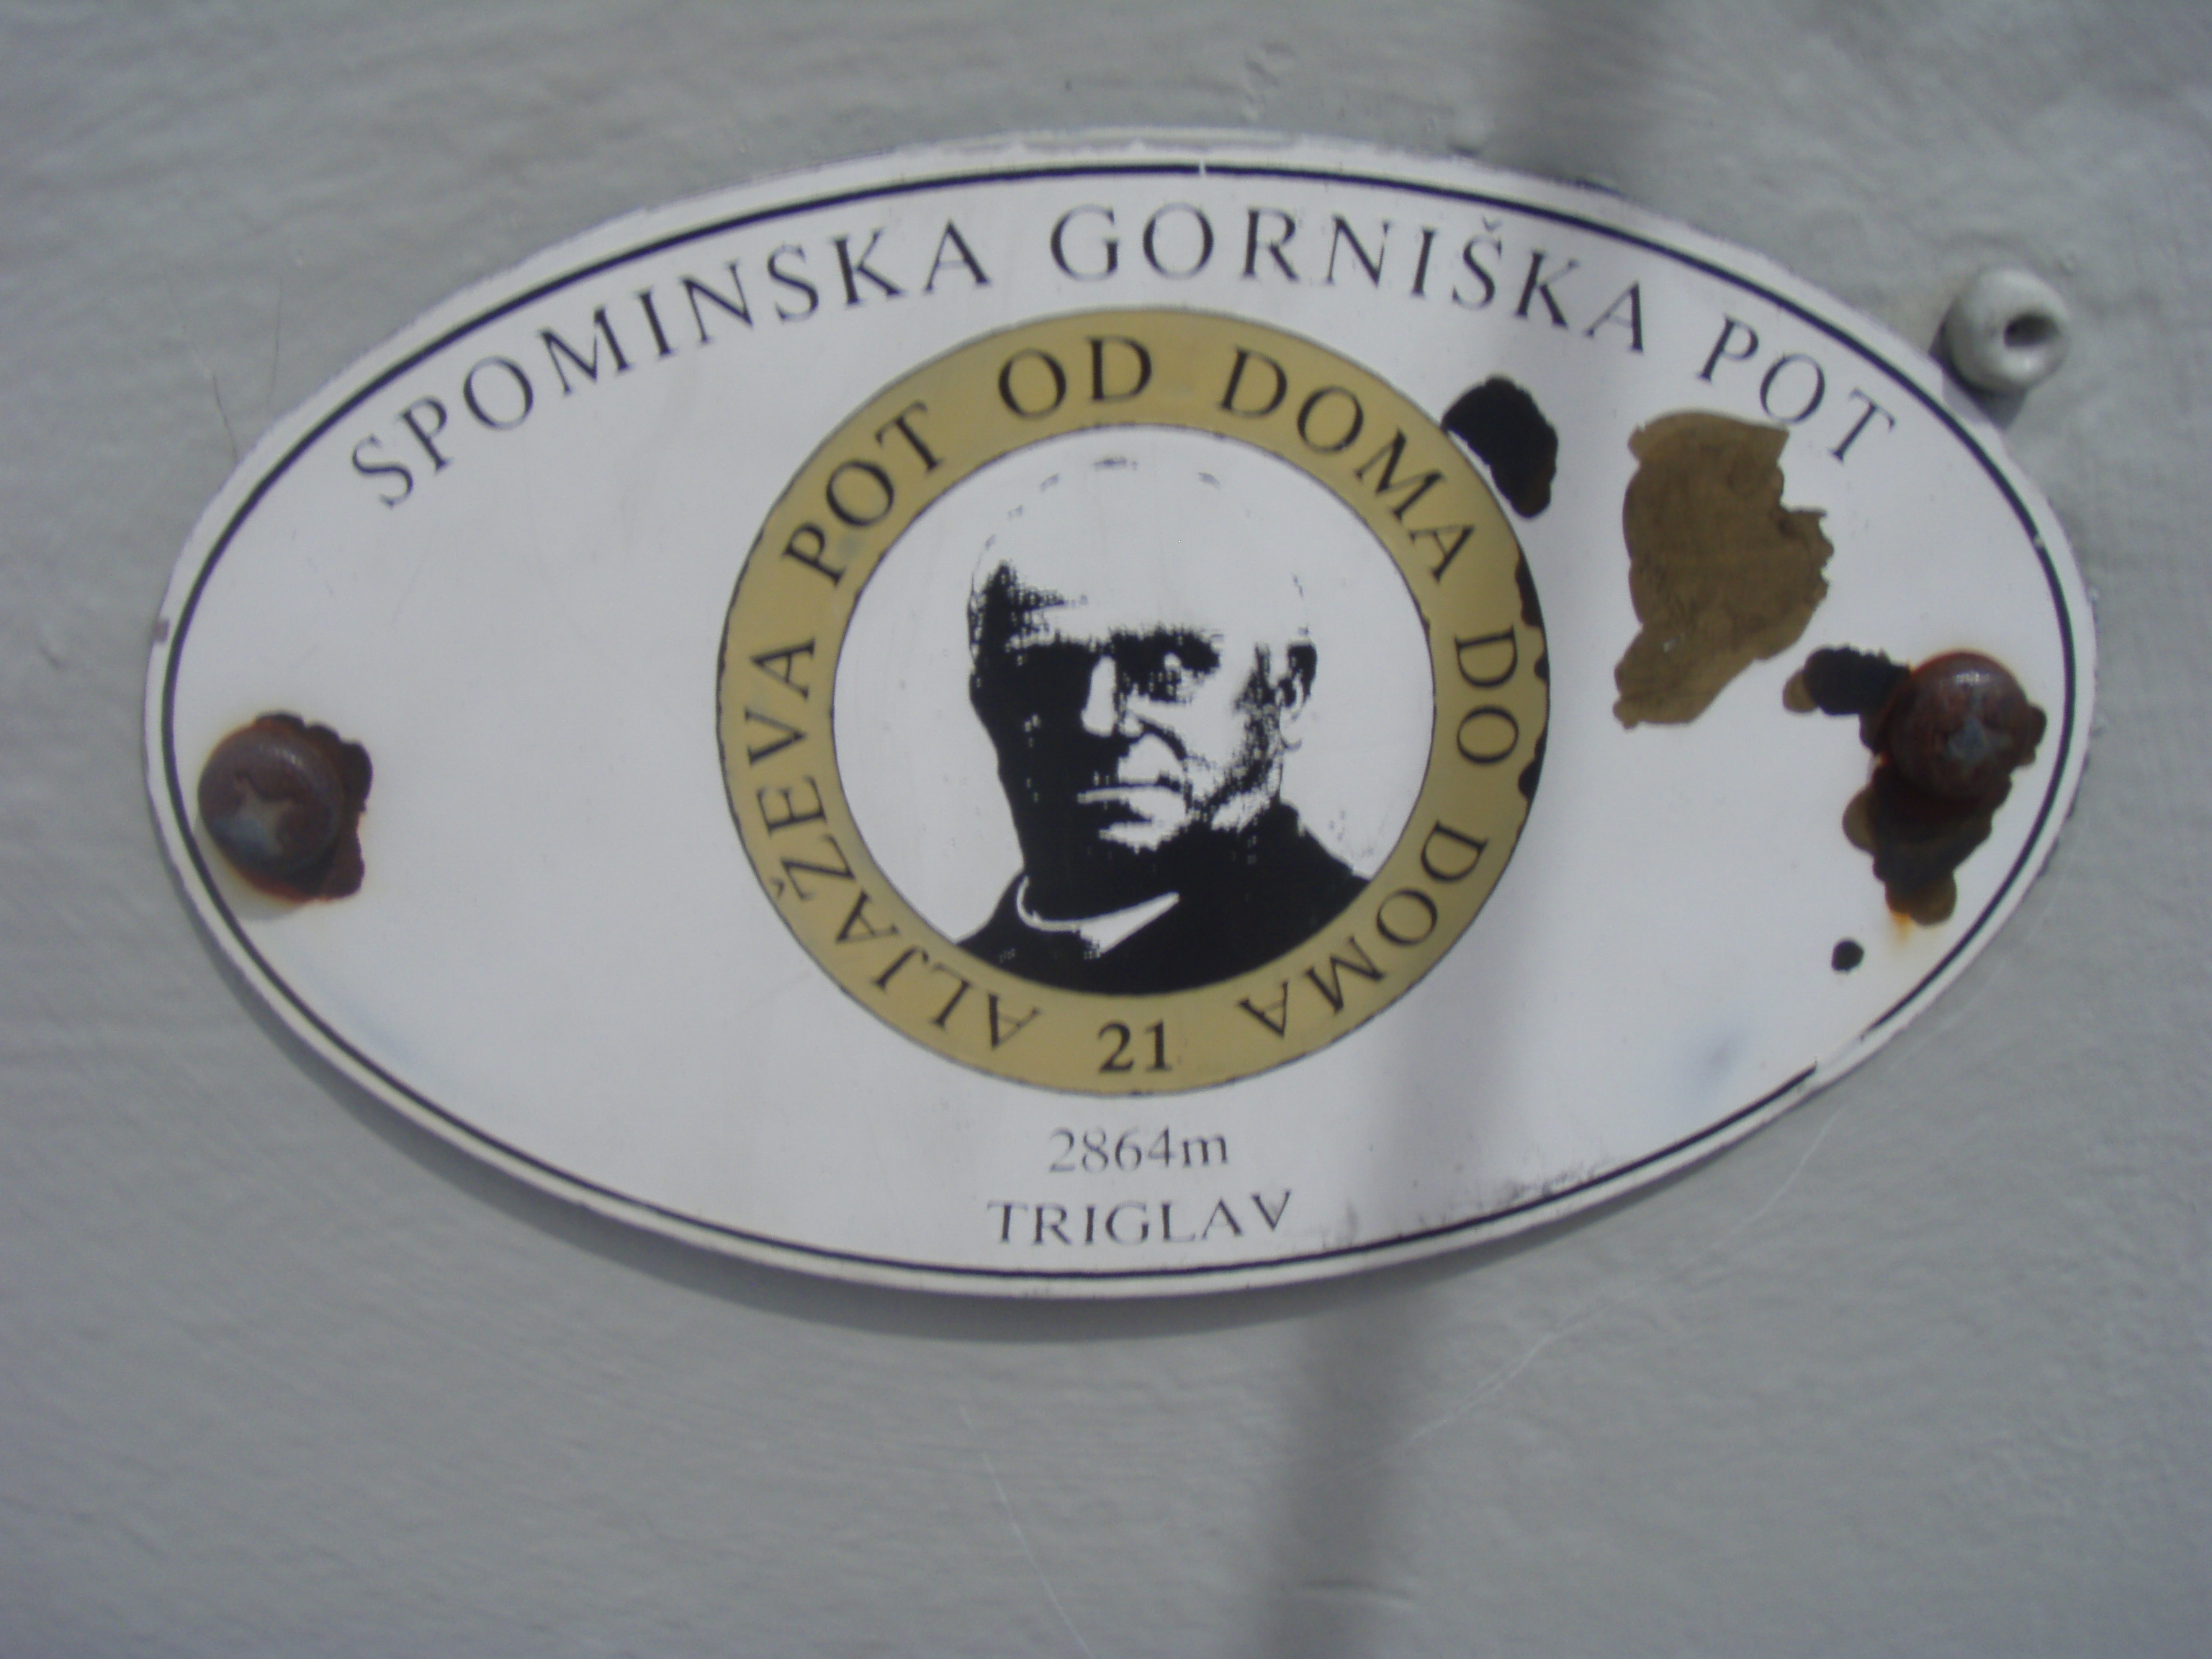 SPOMINSKA GORNIŠKA POT
ALJAŽEVA POT OD DOMA DO DOMA
21
2864m
TRIGLAV